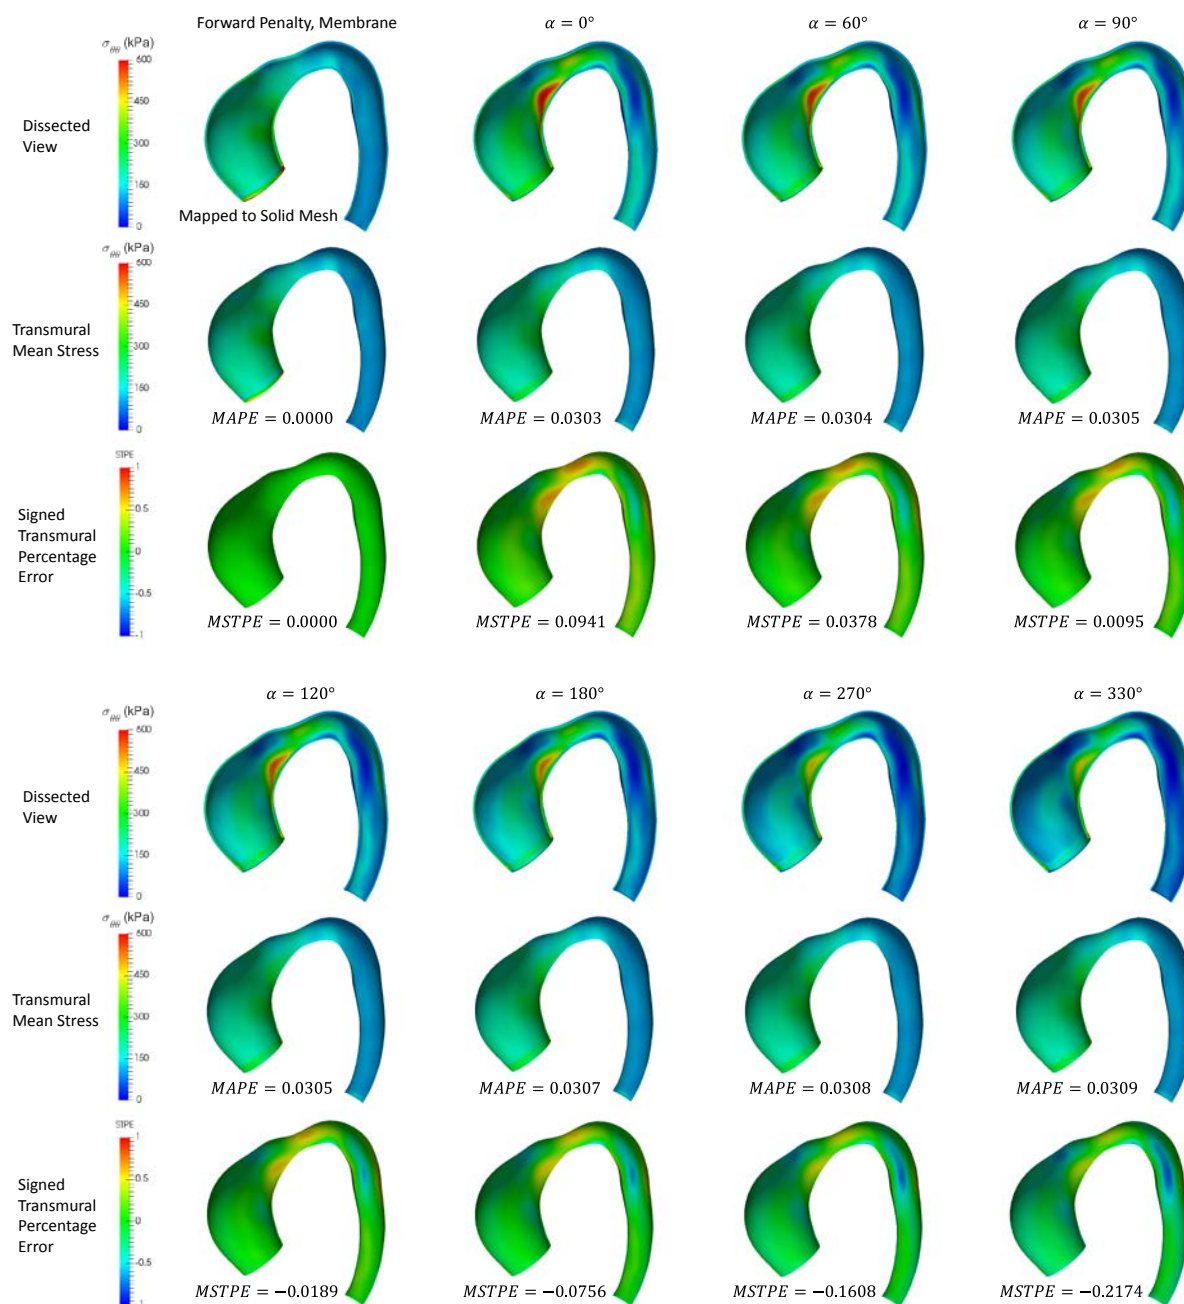 Forward Penalty, Membrane
α = 0°
α = 60°
α = 90°
σθθ (kPa)
600
450
300
150
0
Dissected
View
Mapped to Solid Mesh
σθθ (kPa)
600
450
300
150
0
Transmural
Mean Stress
MAPE = 0.0000
MAPE = 0.0303
MAPE = 0.0304
MAPE = 0.0305
STPE
1
0.5
0
-0.5
-1
Signed
Transmural
Percentage
Error
MSTPE = 0.0000
MSTPE = 0.0941
MSTPE = 0.0378
MSTPE = 0.0095
α = 120°
α = 180°
α = 270°
α = 330°
σθθ (kPa)
600
450
300
150
0
Dissected
View
σθθ (kPa)
600
450
300
150
0
Transmural
Mean Stress
MAPE = 0.0305
MAPE = 0.0307
MAPE = 0.0308
MAPE = 0.0309
STPE
1
0.5
0
-0.5
-1
Signed
Transmural
Percentage
Error
MSTPE = −0.0189
MSTPE = −0.0756
MSTPE = −0.1608
MSTPE = −0.2174